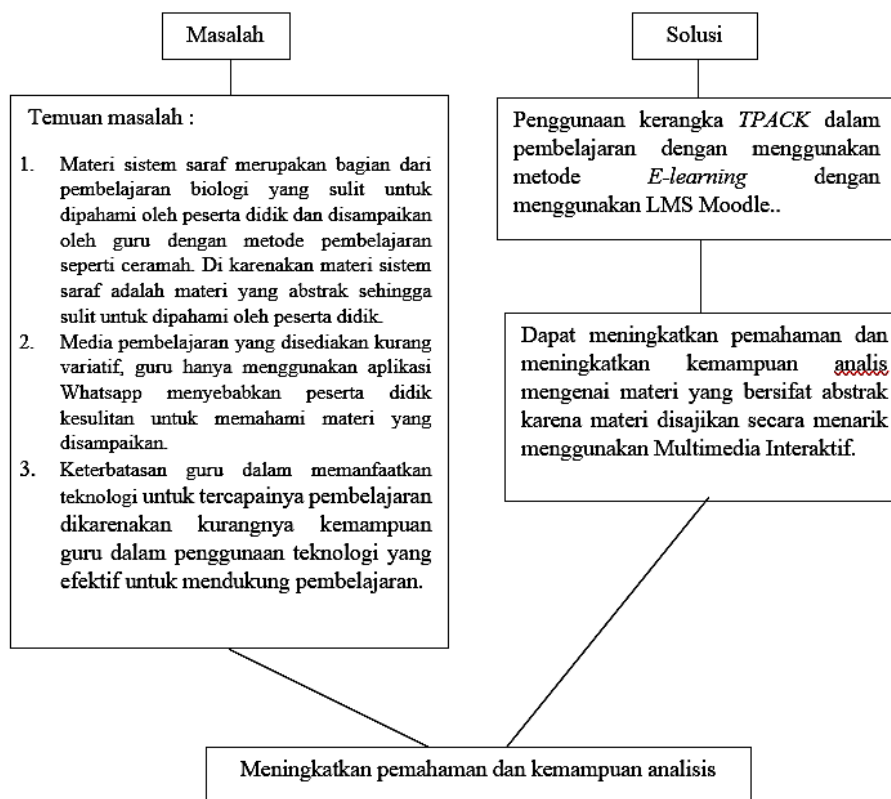 Masalah
Temuan masalah :
1. Materi sistem saraf merupakan bagian dari
pembelajaran biologi yang sulit untuk
dipahami oleh peserta didik dan disampaikan
oleh guru dengan metode pembelajaran
seperti ceramah. Di karenakan materi sistem
saraf adalah materi yang abstrak sehingga
sulit untuk dipahami oleh peserta didik.
2. Media pembelajaran yang disediakan kurang
variatif, guru hanya menggunakan aplikasi
Whatsapp menyebabkan peserta didik
kesulitan untuk memahami materi yang
disampaikan.
3. Keterbatasan guru dalam memanfaatkan
teknologi untuk tercapainya pembelajaran
dikarenakan kurangnya kemampuan
guru dalam penggunaan teknologi yang
efektif untuk mendukung pembelajaran.
Solusi
Penggunaan kerangka TPACK dalam
pembelajaran dengan menggunakan
metode E-learning dengan
menggunakan LMS Moodle..
Dapat meningkatkan pemahaman dan
meningkatkan kemampuan analis
mengenai materi yang bersifat abstrak
karena materi disajikan secara menarik
menggunakan Multimedia Interaktif.
Meningkatkan pemahaman dan kemampuan analisis